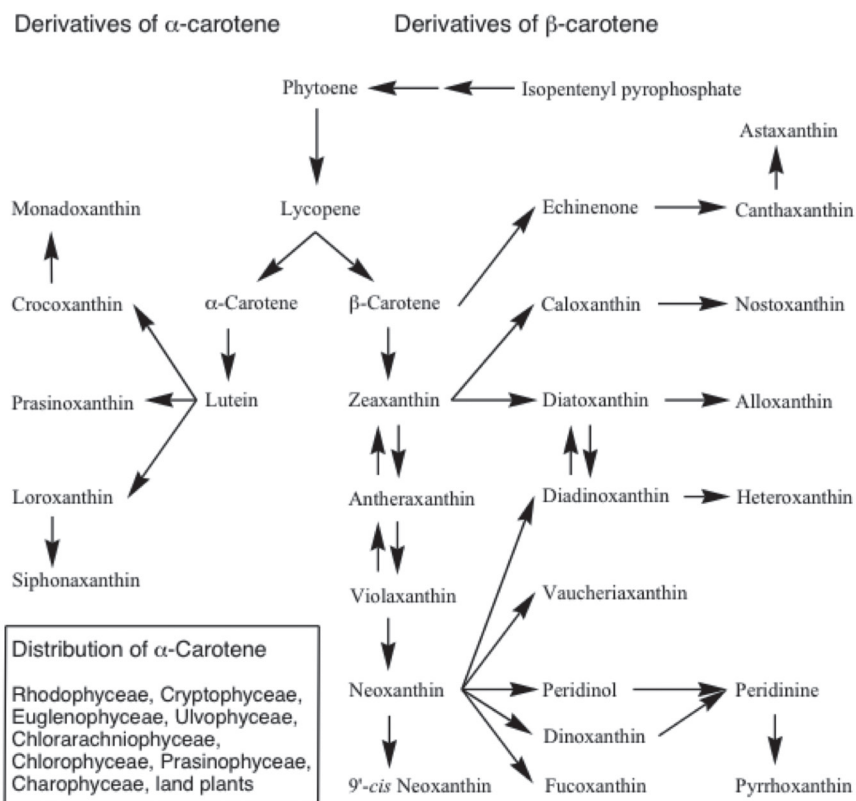 Derivatives of α-carotene
Derivatives of β-carotene
Phytoene
Isopentenyl pyrophosphate
Astaxanthin
Monadoxanthin
Lycopene
Echinenone
Canthaxanthin
Crocoxanthin
α-Carotene
β-Carotene
Caloxanthin
Nostoxanthin
Prasinoxanthin
Lutein
Zeaxanthin
Diatoxanthin
Alloxanthin
Loroxanthin
Antheraxanthin
Diadinoxanthin
Heteroxanthin
Siphonaxanthin
Violaxanthin
Vaucheriaxanthin
Distribution of α-Carotene
Rhodophyceae, Cryptophyceae,
Euglenophyceae, Ulvophyceae,
Chlorarachniophyceae,
Chlorophyceae, Prasinophyceae,
Charophyceae, land plants
Neoxanthin
Peridinol
Peridinine
Dinoxanthin
9'-cis Neoxanthin
Fucoxanthin
Pyrrhoxanthin